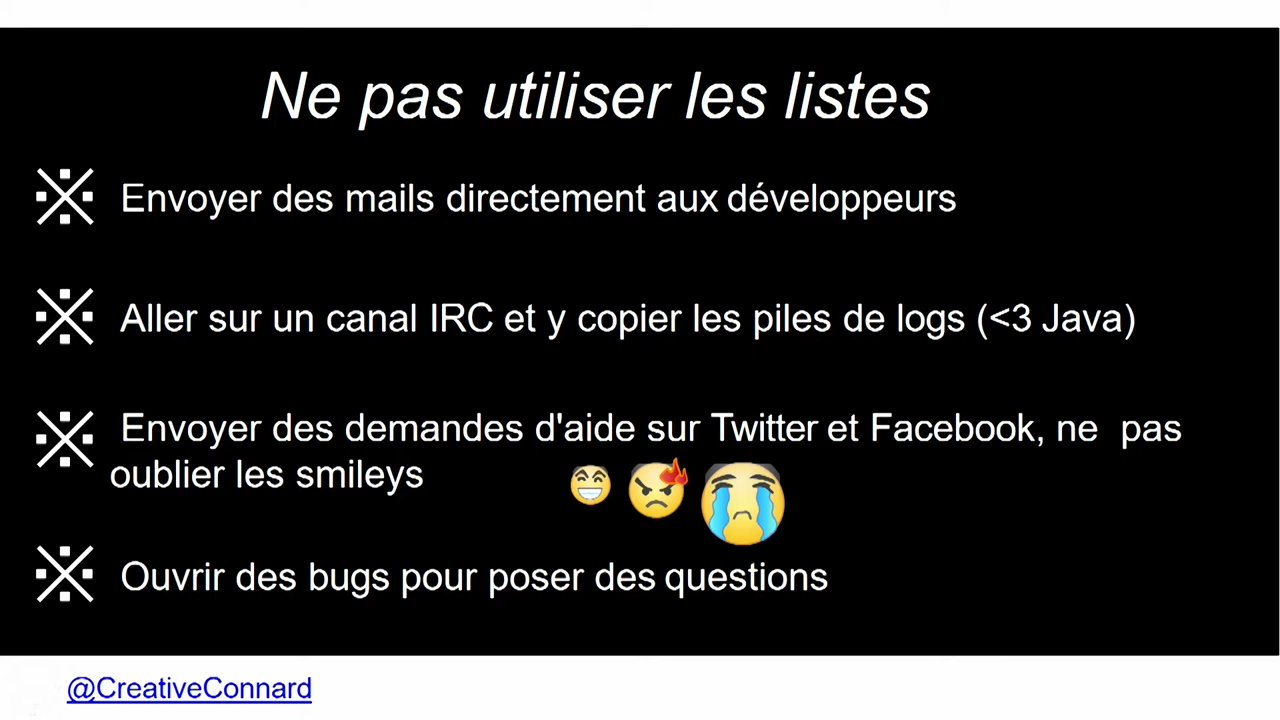 Ne pas utiliser les listes
※ Envoyer des mails directement aux développeurs
※ Aller sur un canal IRC et y copier les piles de logs (<3 Java)
※ Envoyer des demandes d'aide sur Twitter et Facebook, ne pas
oublier les smileys 😁 😡 😭
※ Ouvrir des bugs pour poser des questions
@CreativeConnard